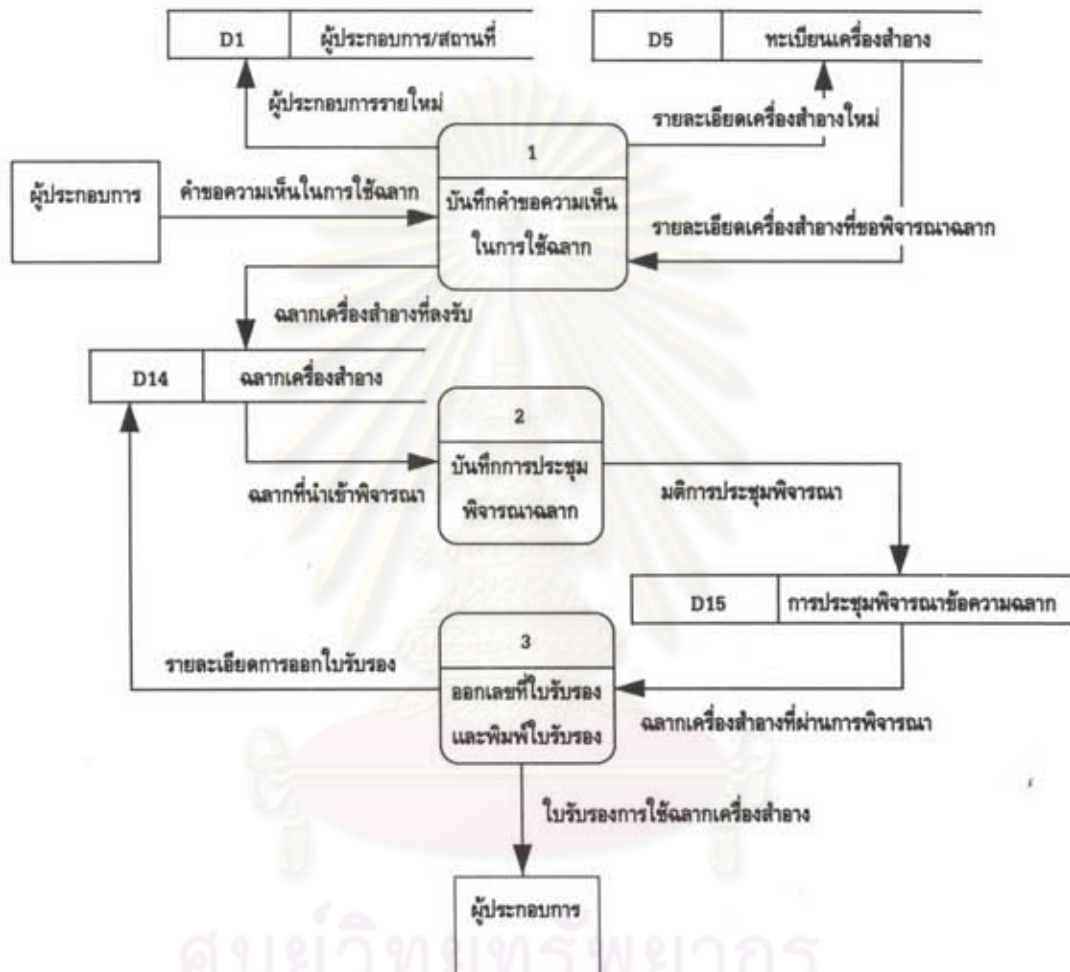 D1 ผู้ประกอบการ/สถานที่
D5 ทะเบียนเครื่องสำอาง
ผู้ประกอบการรายใหม่
รายละเอียดเครื่องสำอางใหม่
1
ผู้ประกอบการ
คำขอความเห็นในการใช้ฉลาก
บันทึกคำขอความเห็น
ในการใช้ฉลาก
รายละเอียดเครื่องสำอางที่ขอพิจารณาฉลาก
ฉลากเครื่องสำอางที่ลงรับ
D14 ฉลากเครื่องสำอาง
2
บันทึกการประชุม
พิจารณาฉลาก
ฉลากที่นำเข้าพิจารณา
มติการประชุมพิจารณา
D15 การประชุมพิจารณาข้อความฉลาก
3
รายละเอียดการออกใบรับรอง
ออกเลขที่ใบรับรอง
และพิมพ์ใบรับรอง
ฉลากเครื่องสำอางที่ผ่านการพิจารณา
ใบรับรองการใช้ฉลากเครื่องสำอาง
ผู้ประกอบการ
ศูนย์วิทยทรัพยากร